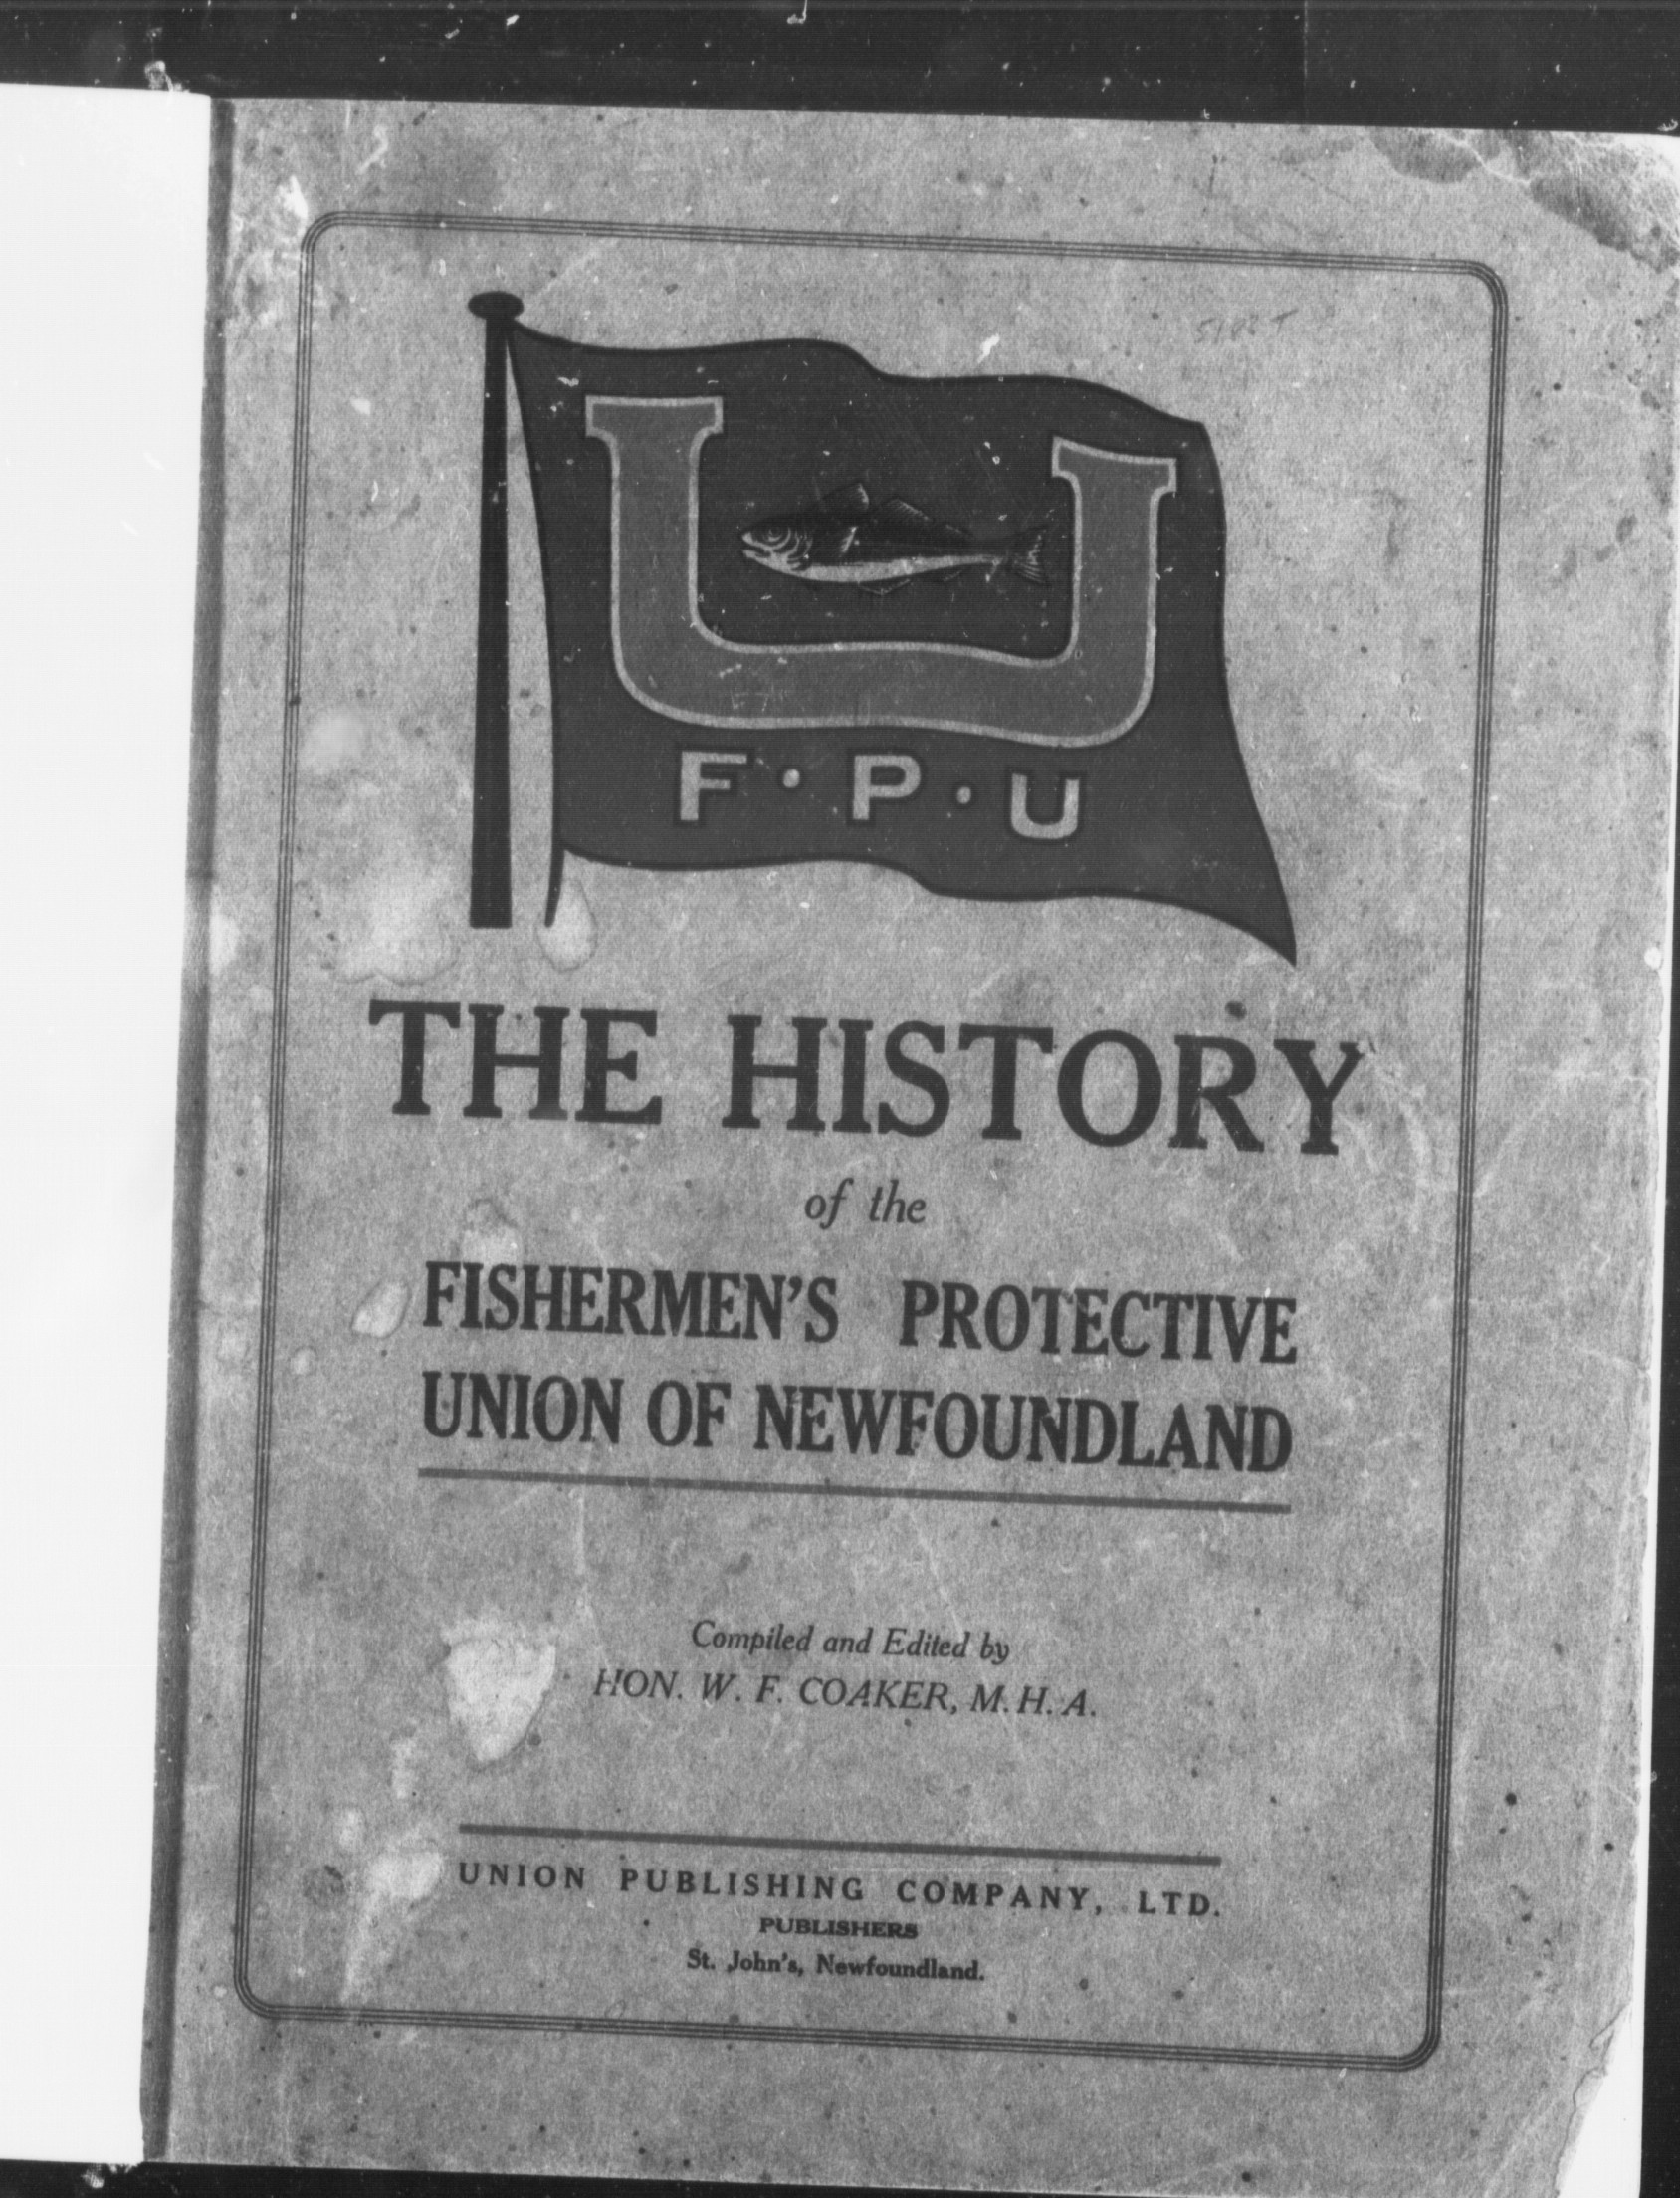 U
F·P·U
THE HISTORY
of the
FISHERMEN'S PROTECTIVE
UNION OF NEWFOUNDLAND
Compiled and Edited by
HON. W. F. COAKER, M. H. A.
UNION PUBLISHING COMPANY, LTD.
PUBLISHERS
St. John's, Newfoundland.